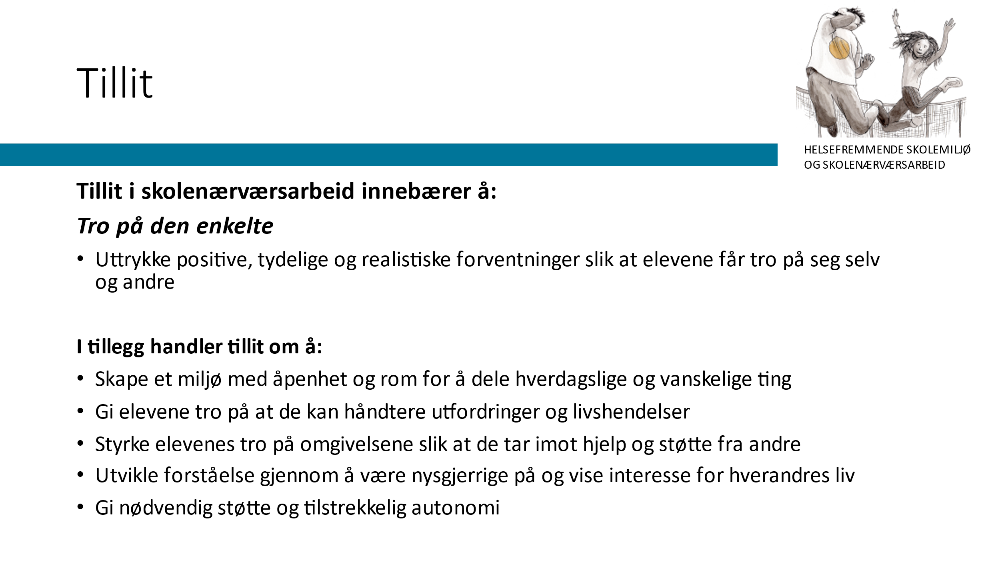 Tillit
HELSEFREMMENDE SKOLEMILJØ
OG SKOLENÆRVÆRSARBEID
Tillit i skolenærværsarbeid innebærer å:
Tro på den enkelte
• Uttrykke positive, tydelige og realistiske forventninger slik at elevene får tro på seg selv
og andre
I tillegg handler tillit om å:
• Skape et miljø med åpenhet og rom for å dele hverdagslige og vanskelige ting
• Gi elevene tro på at de kan håndtere utfordringer og livshendelser
• Styrke elevenes tro på omgivelsene slik at de tar imot hjelp og støtte fra andre
• Utvikle forståelse gjennom å være nysgjerrige på og vise interesse for hverandres liv
• Gi nødvendig støtte og tilstrekkelig autonomi